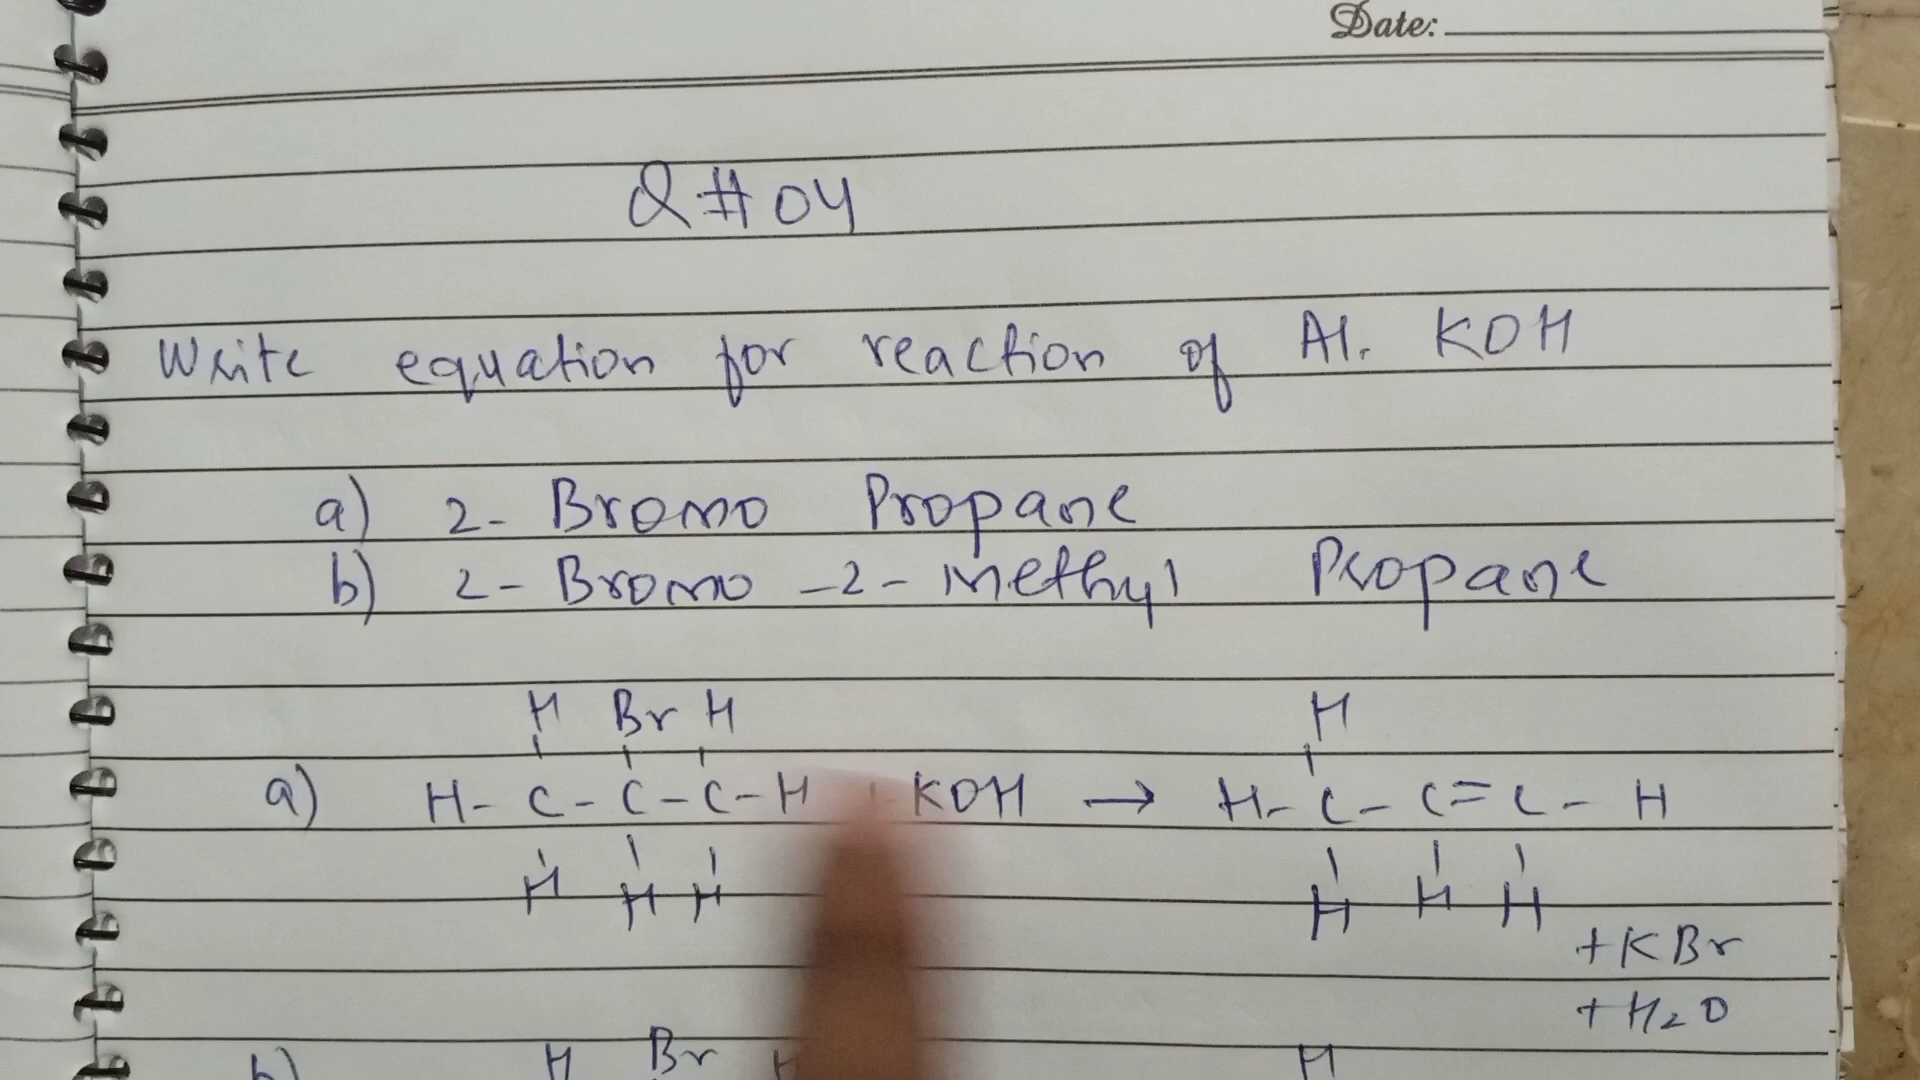 Date:
Q#04
Write equation for reaction of Al. KOH
a) 2- Bromo Propane
b) 2- Bromo -2- Methyl Propane
H Br H H
a) H- C - C - C - H + KOH → H- C - C = C - H
H H H H H H
+ KBr
+ H2O
b) H Br H H